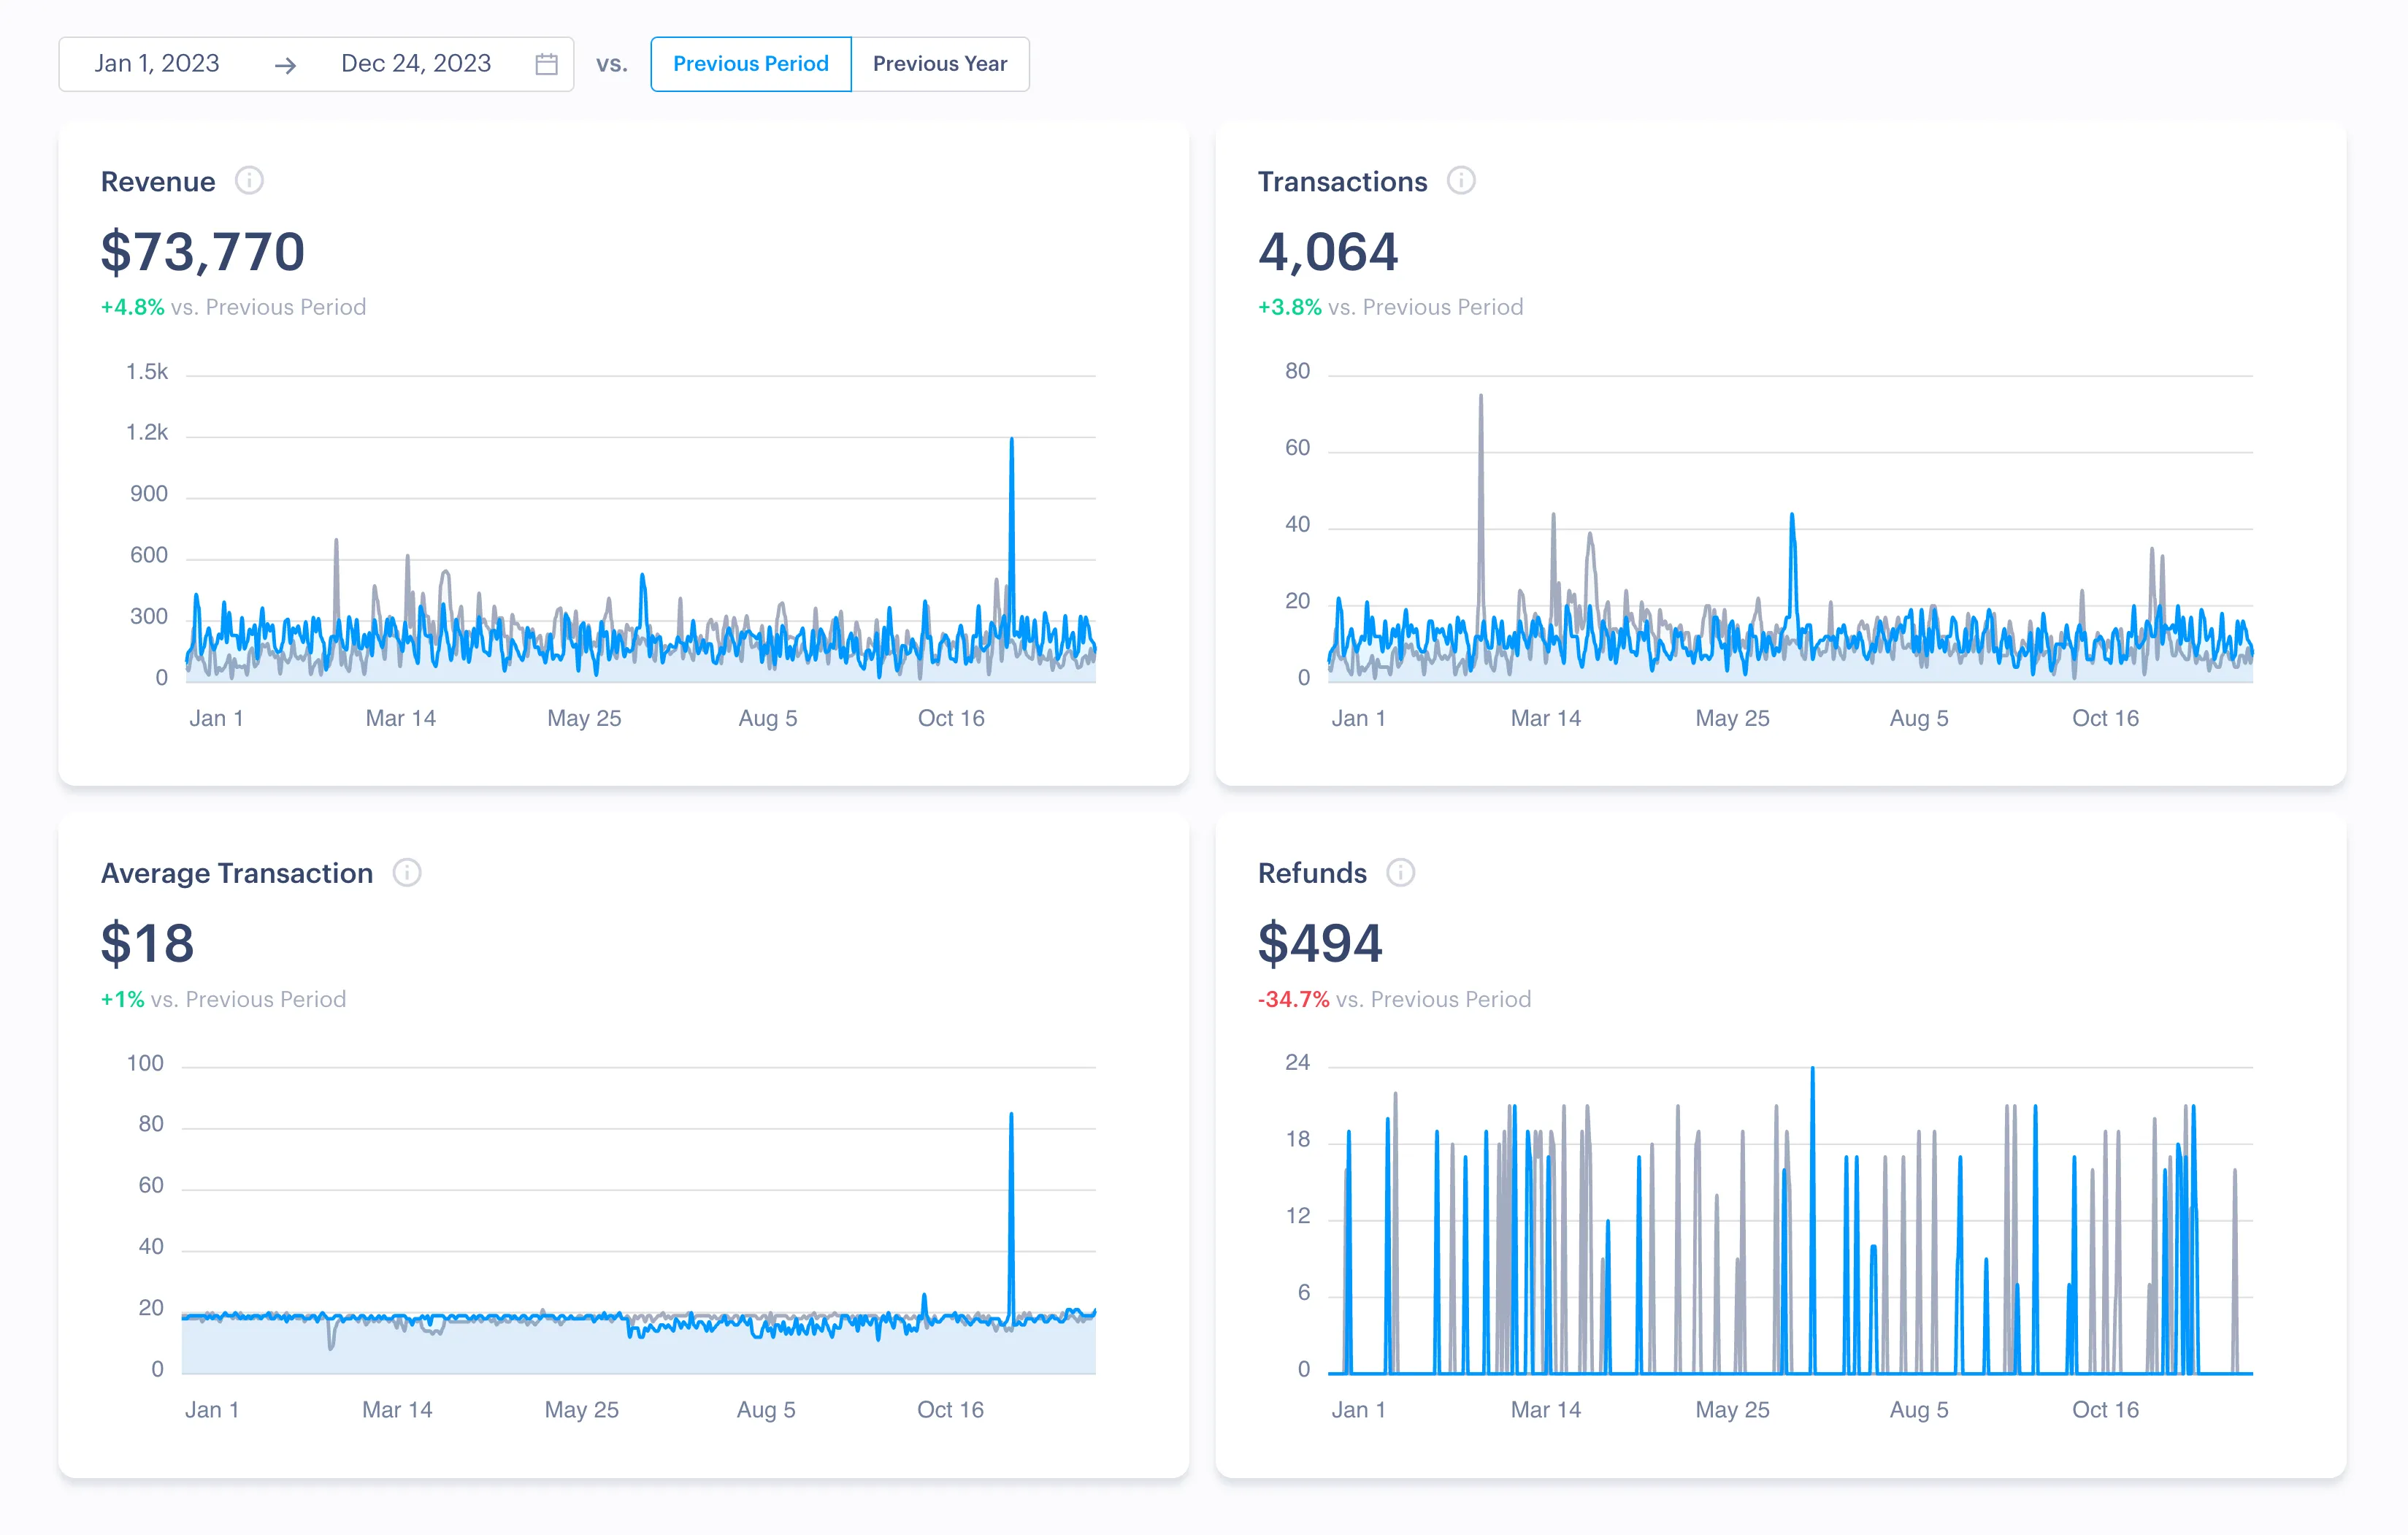 Jan 1, 2023 → Dec 24, 2023 vs. Previous Period Previous Year
Revenue
$73,770
+4.8% vs. Previous Period
1.5k
1.2k
900
600
300
0
Jan 1 Mar 14 May 25 Aug 5 Oct 16
Transactions
4,064
+3.8% vs. Previous Period
80
60
40
20
0
Jan 1 Mar 14 May 25 Aug 5 Oct 16
Average Transaction
$18
+1% vs. Previous Period
100
80
60
40
20
0
Jan 1 Mar 14 May 25 Aug 5 Oct 16
Refunds
$494
-34.7% vs. Previous Period
24
18
12
6
0
Jan 1 Mar 14 May 25 Aug 5 Oct 16